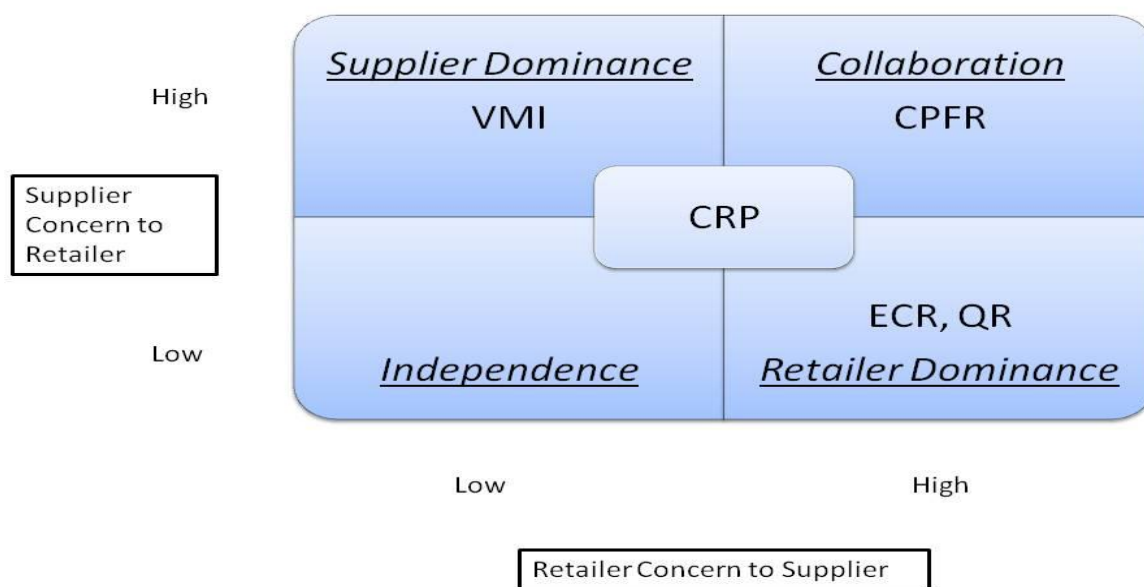 Supplier Dominance
Collaboration
High
VMI
CPFR
Supplier
Concern to
Retailer
CRP
ECR, QR
Low
Independence
Retailer Dominance
Low
High
Retailer Concern to Supplier